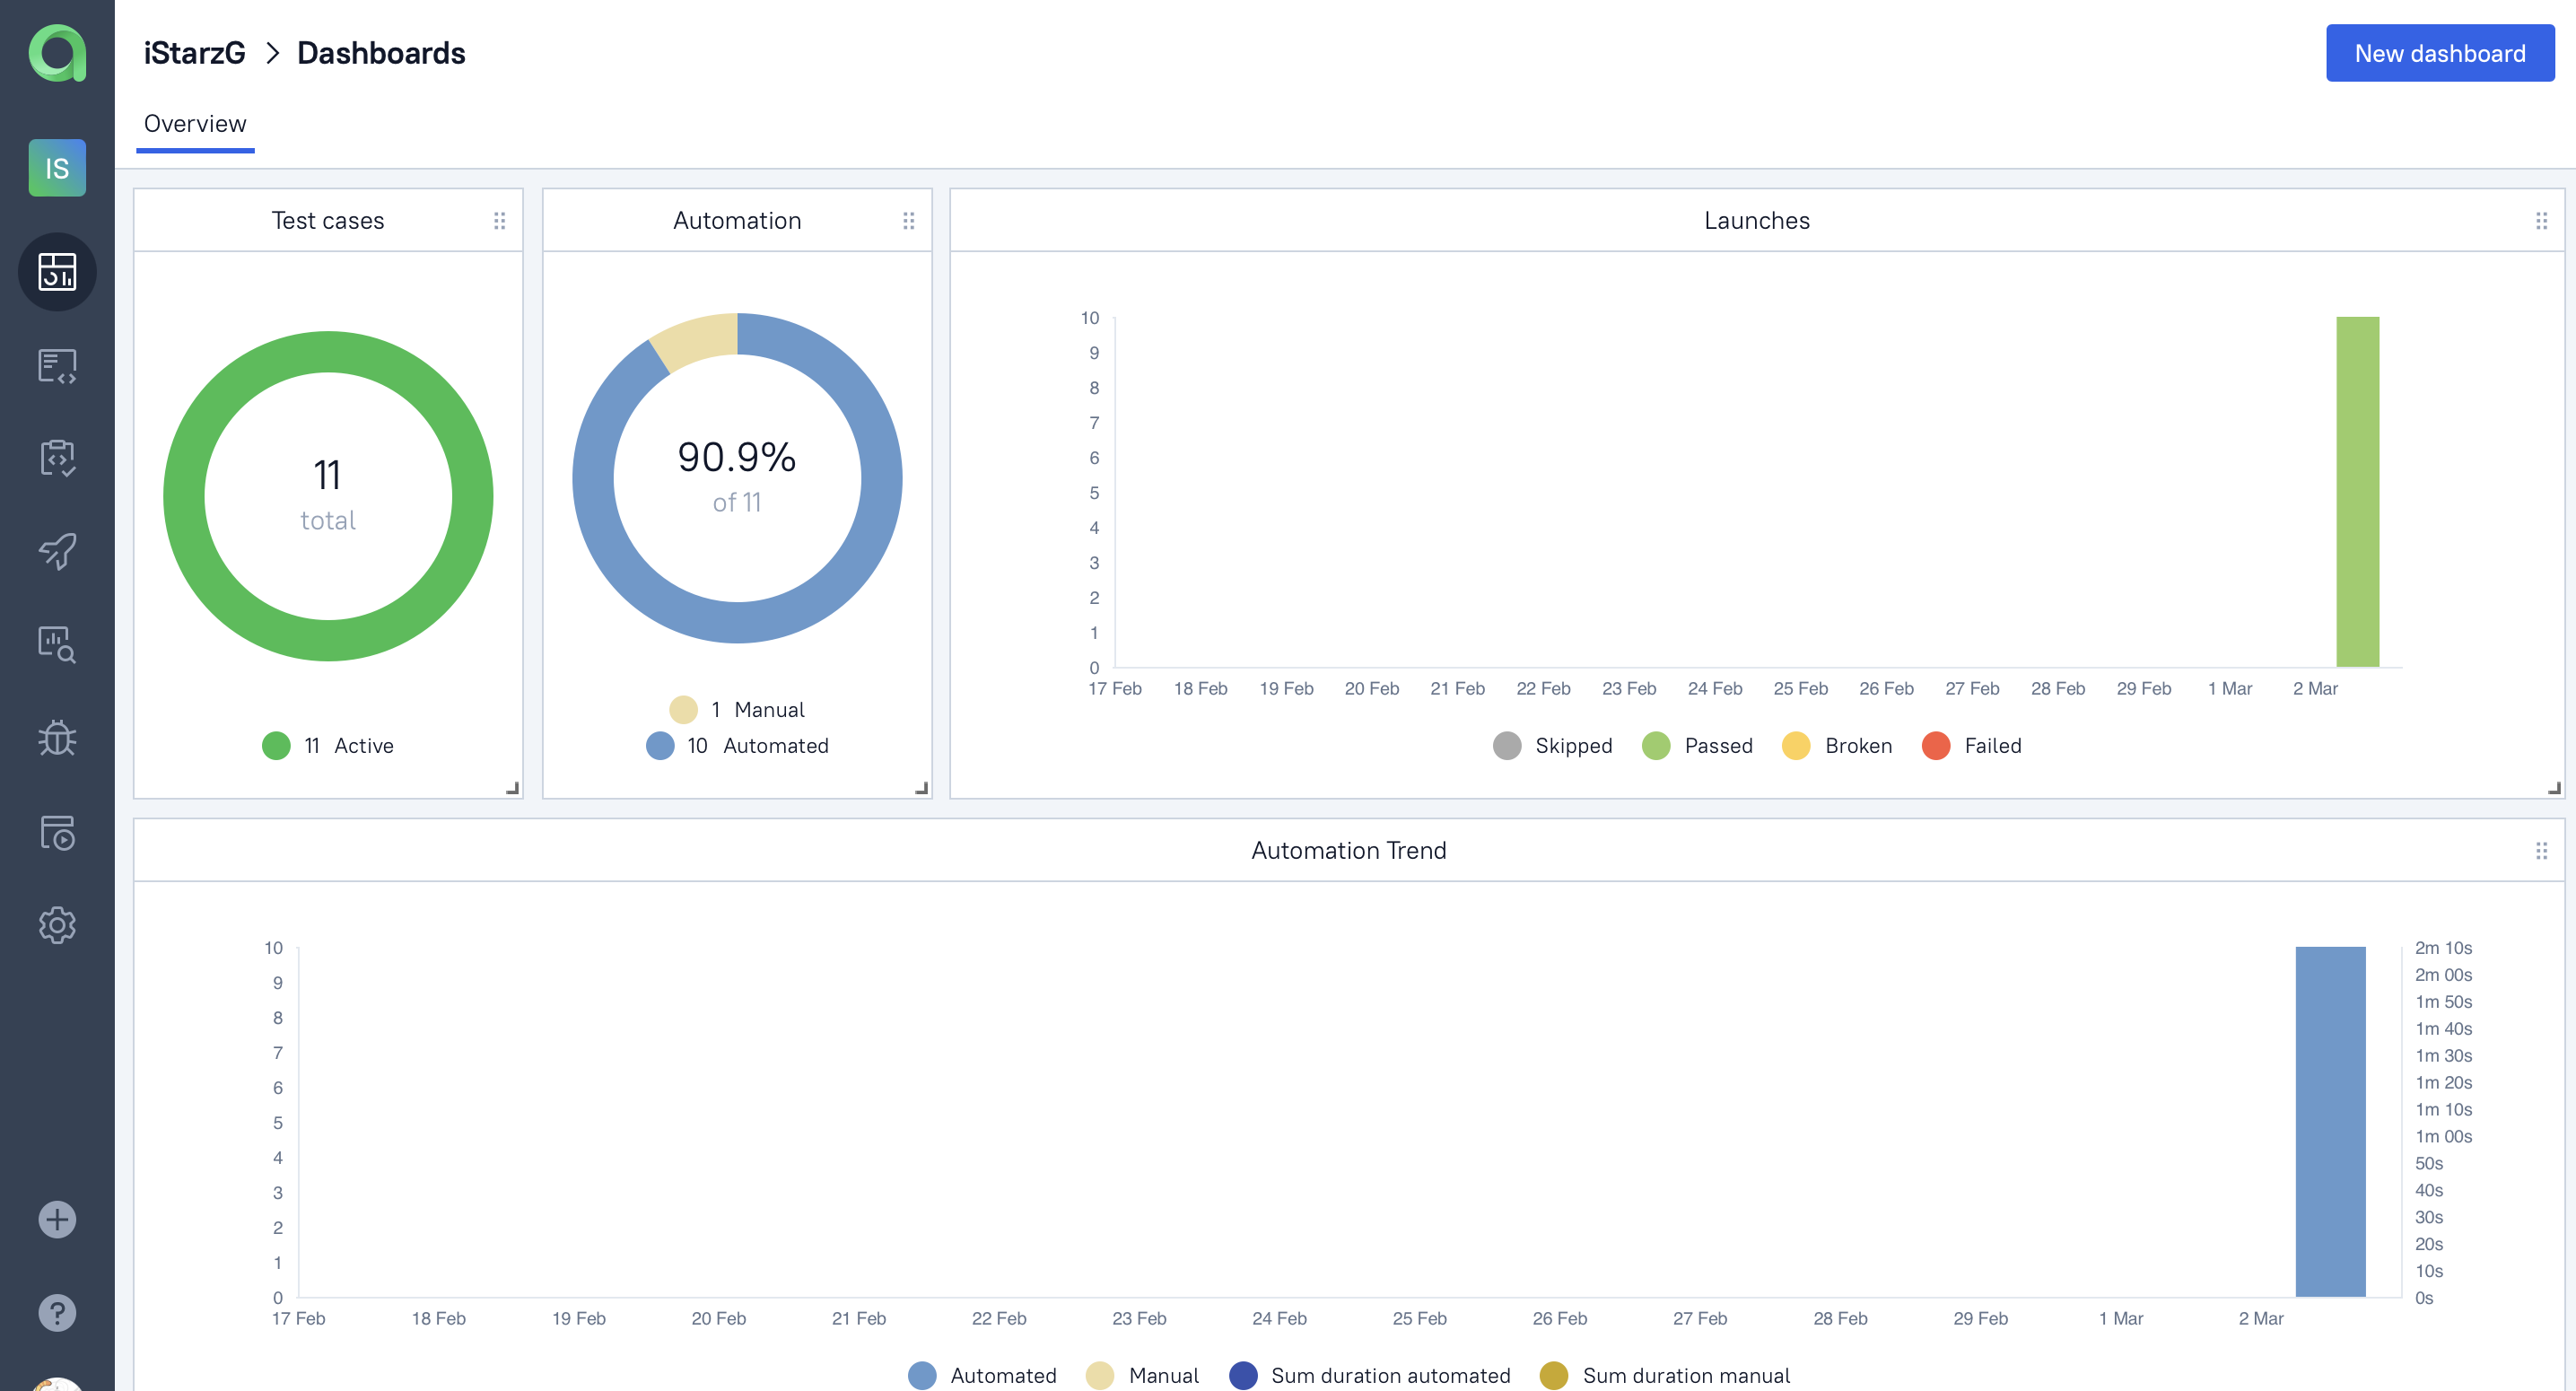 iStarzG > Dashboards
New dashboard
Overview
IS
Test cases
11
total
11 Active
Automation
90.9%
of 11
1 Manual
10 Automated
Launches
10
9
8
7
6
5
4
3
2
1
0
17 Feb 18 Feb 19 Feb 20 Feb 21 Feb 22 Feb 23 Feb 24 Feb 25 Feb 26 Feb 27 Feb 28 Feb 29 Feb 1 Mar 2 Mar
Skipped Passed Broken Failed
Automation Trend
10
9
8
7
6
5
4
3
2
1
0
2m 10s
2m 00s
1m 50s
1m 40s
1m 30s
1m 20s
1m 10s
1m 00s
50s
40s
30s
20s
10s
0s
17 Feb 18 Feb 19 Feb 20 Feb 21 Feb 22 Feb 23 Feb 24 Feb 25 Feb 26 Feb 27 Feb 28 Feb 29 Feb 1 Mar 2 Mar
Automated Manual Sum duration automated Sum duration manual